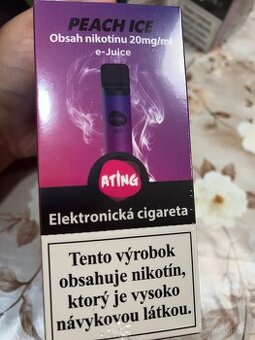 PEACH ICE
Obsah nikotínu 20mg/ml
e-Juice
ATING
Elektronická cigareta
Tento výrobok
obsahuje nikotín,
ktorý je vysoko
návykovou látkou.